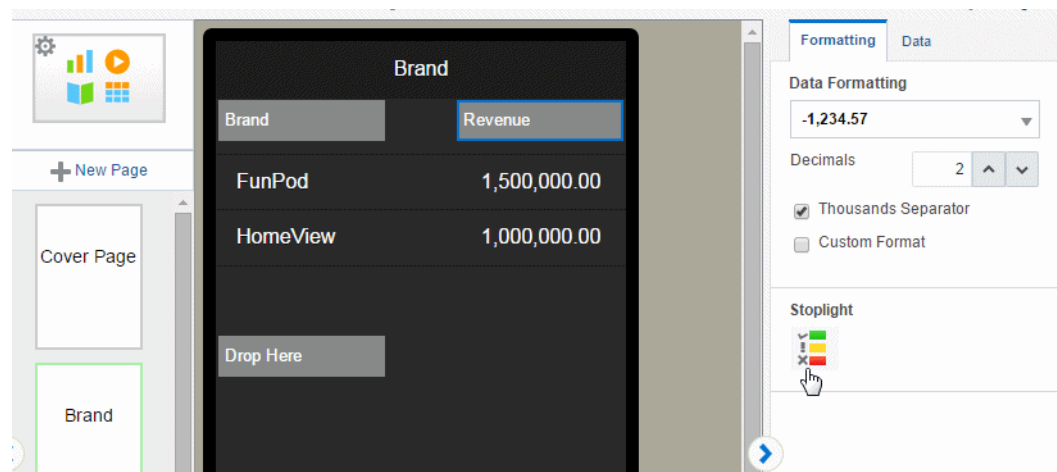 New Page
Cover Page
Brand
Brand
Brand Revenue
FunPod 1,500,000.00
HomeView 1,000,000.00
Drop Here
Formatting Data
Data Formatting
-1,234.57
Decimals 2
Thousands Separator
Custom Format
Stoplight